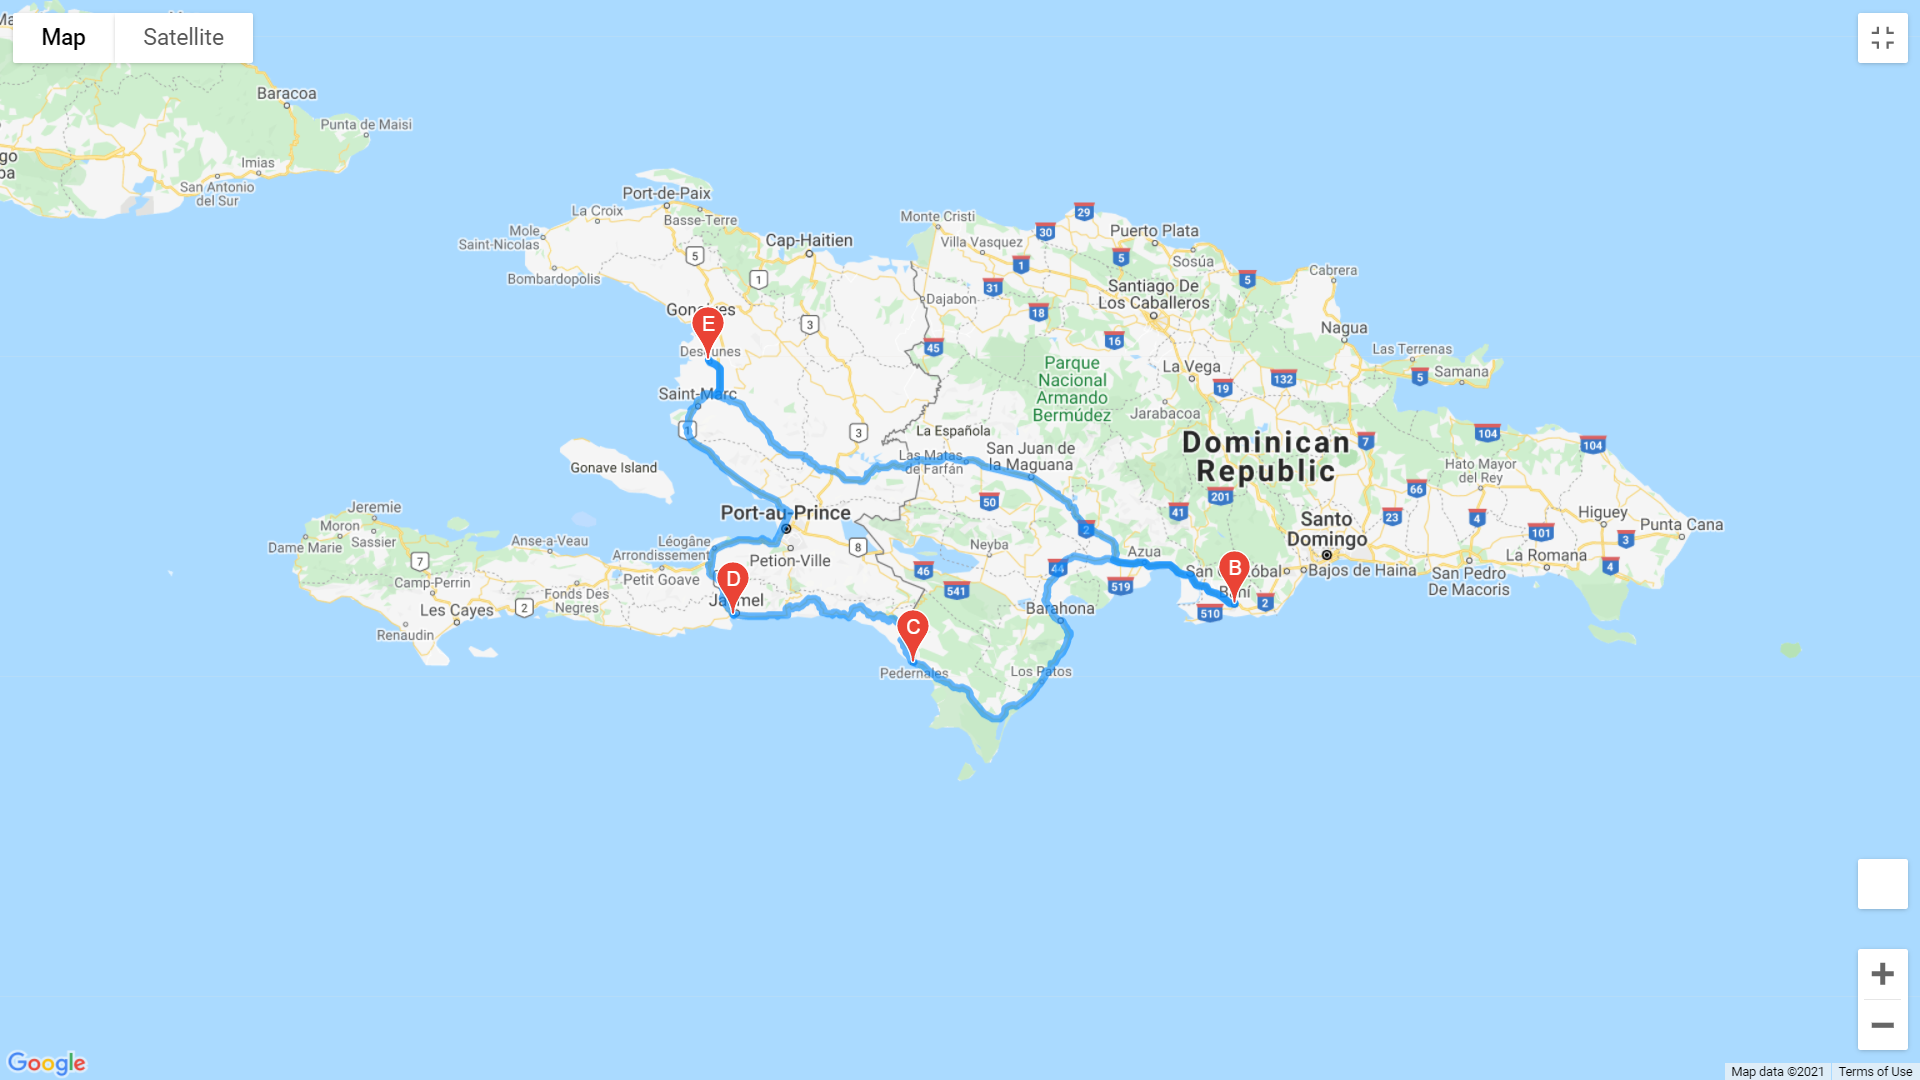 Map
Satellite
Baracoa
Punta de Maisi
Imias
San Antonio
del Sur
Port-de-Paix
La Croix
Basse-Terre
Mole
Saint-Nicolas
Bombardopolis
Cap-Haitien
Monte Cristi
Villa Vasquez
29
30
Puerto Plata
5
1
5
1
Sosúa
5
Cabrera
31
Santiago De
Los Caballeros
Dajabon
18
3
E
Nagua
45
16
Las Terrenas
Samana
5
Parque
Nacional
Armando
Bermúdez
La Vega
19
132
Saint-Marc
Jarabacoa
1
3
La Española
Dominican
Republic
7
104
104
San Juan de
la Maguana
Las Matas
de Farfán
Gonave Island
Hato Mayor
del Rey
66
201
50
41
23
4
Higuey
Punta Cana
Santo
Domingo
101
3
La Romana
4
Port-au-Prince
Jeremie
Moron
Sassier
Dame Marie
Anse-a-Veau
Léogâne
Arrondissement
8
Petion-Ville
2
Neyba
Azua
44
46
541
519
B
Bajos de Haina
San Pedro
De Macoris
510
2
7
Camp-Perrin
Petit Goave
D
Fonds Des
Negres
Les Cayes
2
Renaudin
Barahona
C
Pedernales
Los Patos
Google
Map data ©2021
Terms of Use